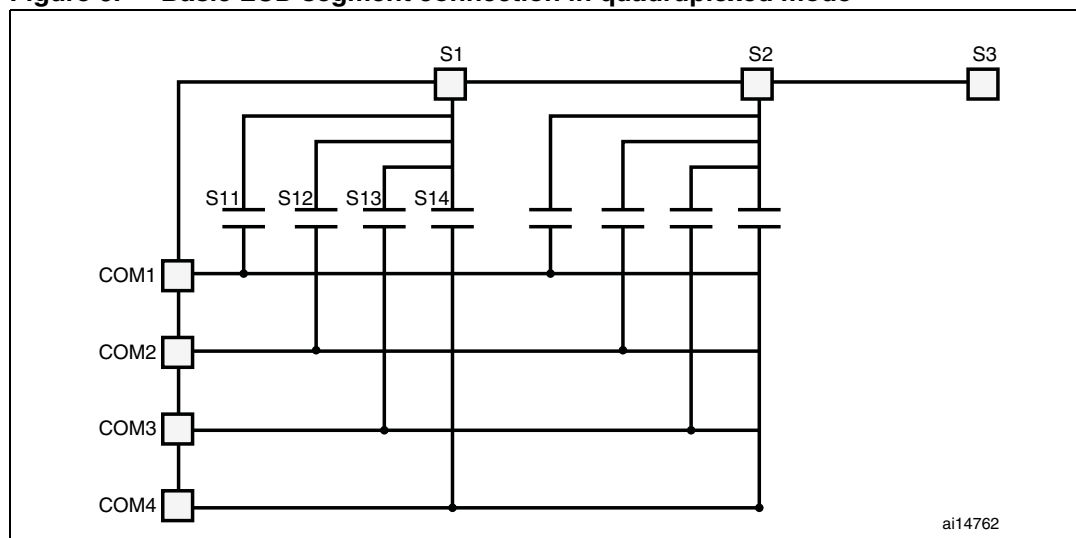 Figure Basic LCD segment connection in quadruplexed mode
S1 S2 S3
S11 S12 S13 S14
COM1
COM2
COM3
COM4
ai14762